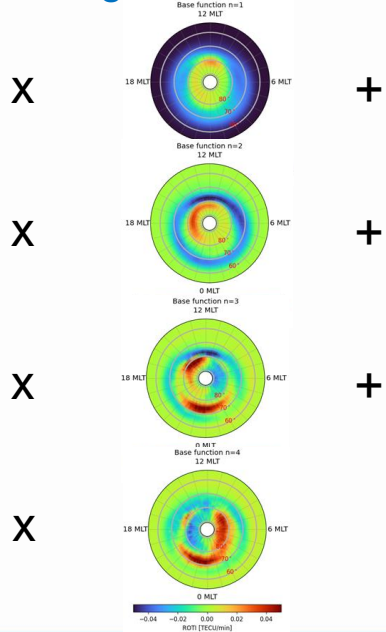 Base function n=1
12 MLT
X 18 MLT 6 MLT +
80
70
Base function n=2
12 MLT
X 18 MLT 6 MLT +
80°
70°
60°
0 MLT
Base function n=3
12 MLT
X 18 MLT 6 MLT +
80
70
60°
0 MLT
Base function n=4
12 MLT
X 18 MLT 6 MLT
80
70°
60°
0 MLT
−0.04 −0.02 0.00 0.02 0.04
ROTI [TECU/min]